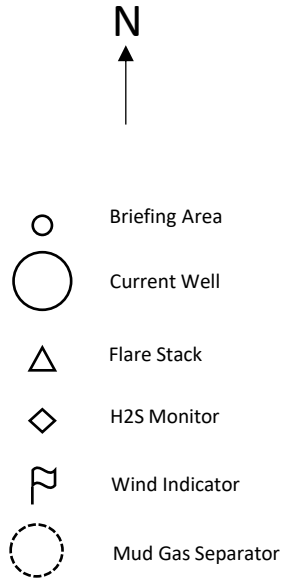 N
Briefing Area
Current Well
Flare Stack
H2S Monitor
Wind Indicator
Mud Gas Separator